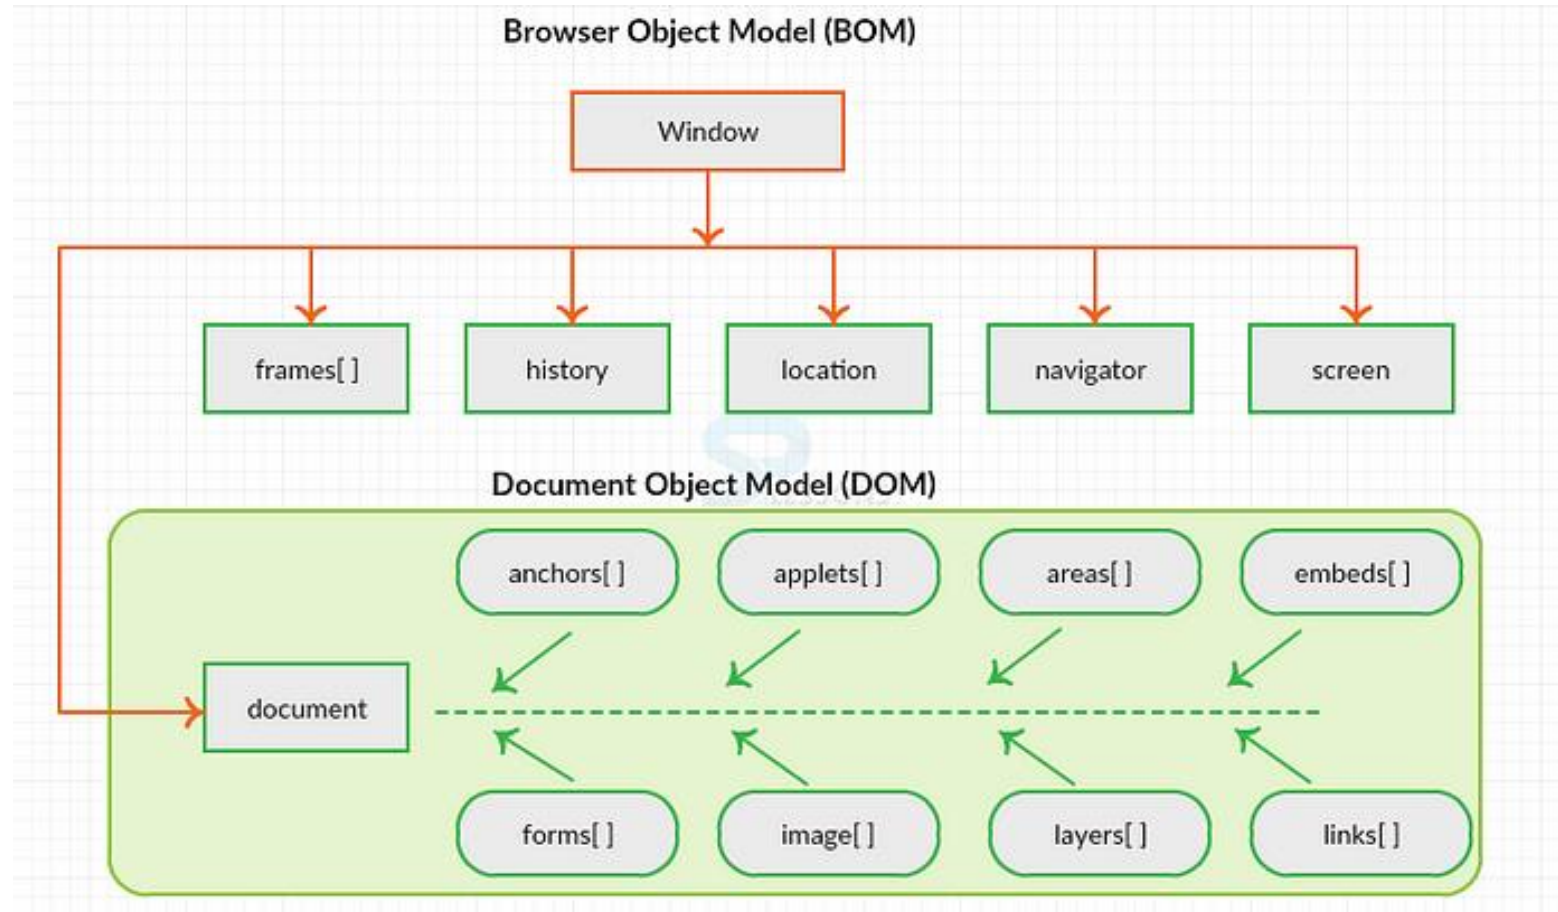 Browser Object Model (BOM)
Window
frames[ ]
history
location
navigator
screen
Document Object Model (DOM)
anchors[ ]
applets[ ]
areas[ ]
embeds[ ]
document
forms[ ]
image[ ]
layers[ ]
links[ ]